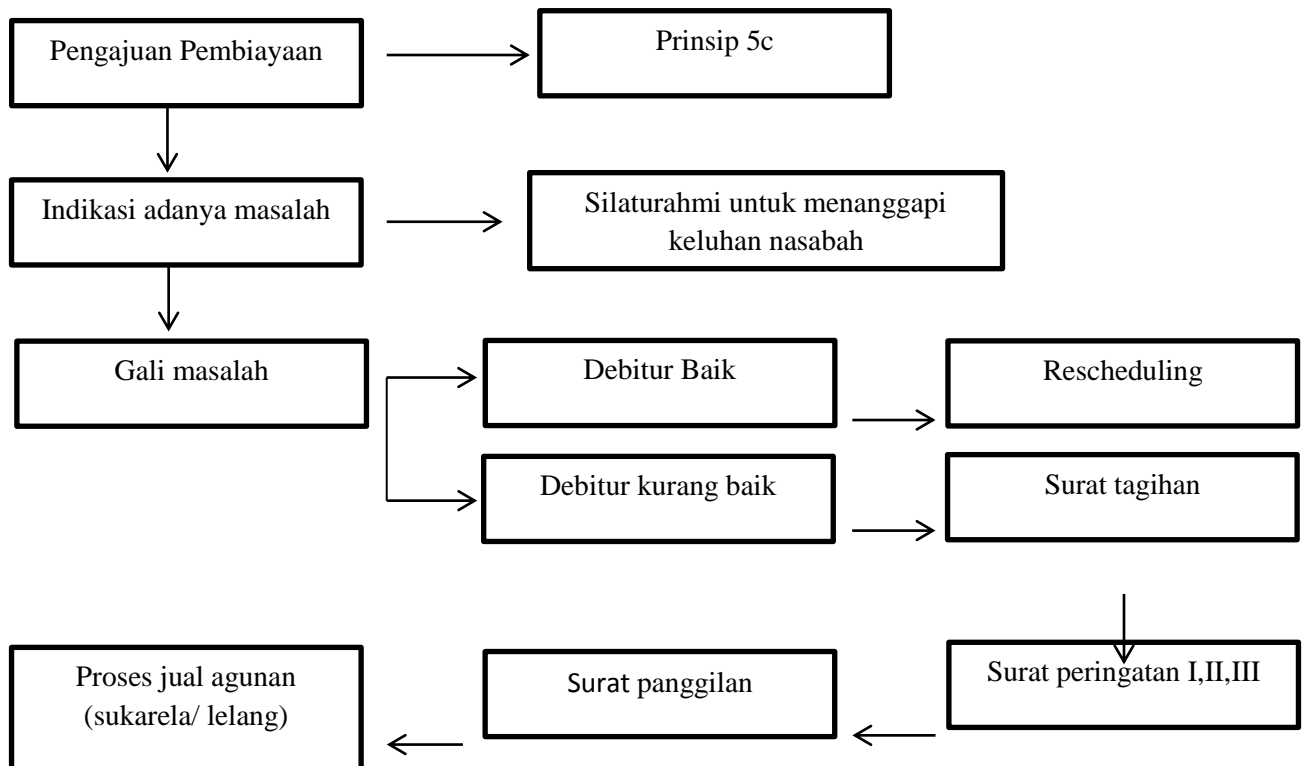 Pengajuan Pembiayaan
Prinsip 5c
Indikasi adanya masalah
Silaturahmi untuk menanggapi
keluhan nasabah
Gali masalah
Debitur Baik
Rescheduling
Debitur kurang baik
Surat tagihan
Proses jual agunan
(sukarela/ lelang)
Surat panggilan
Surat peringatan I,II,III